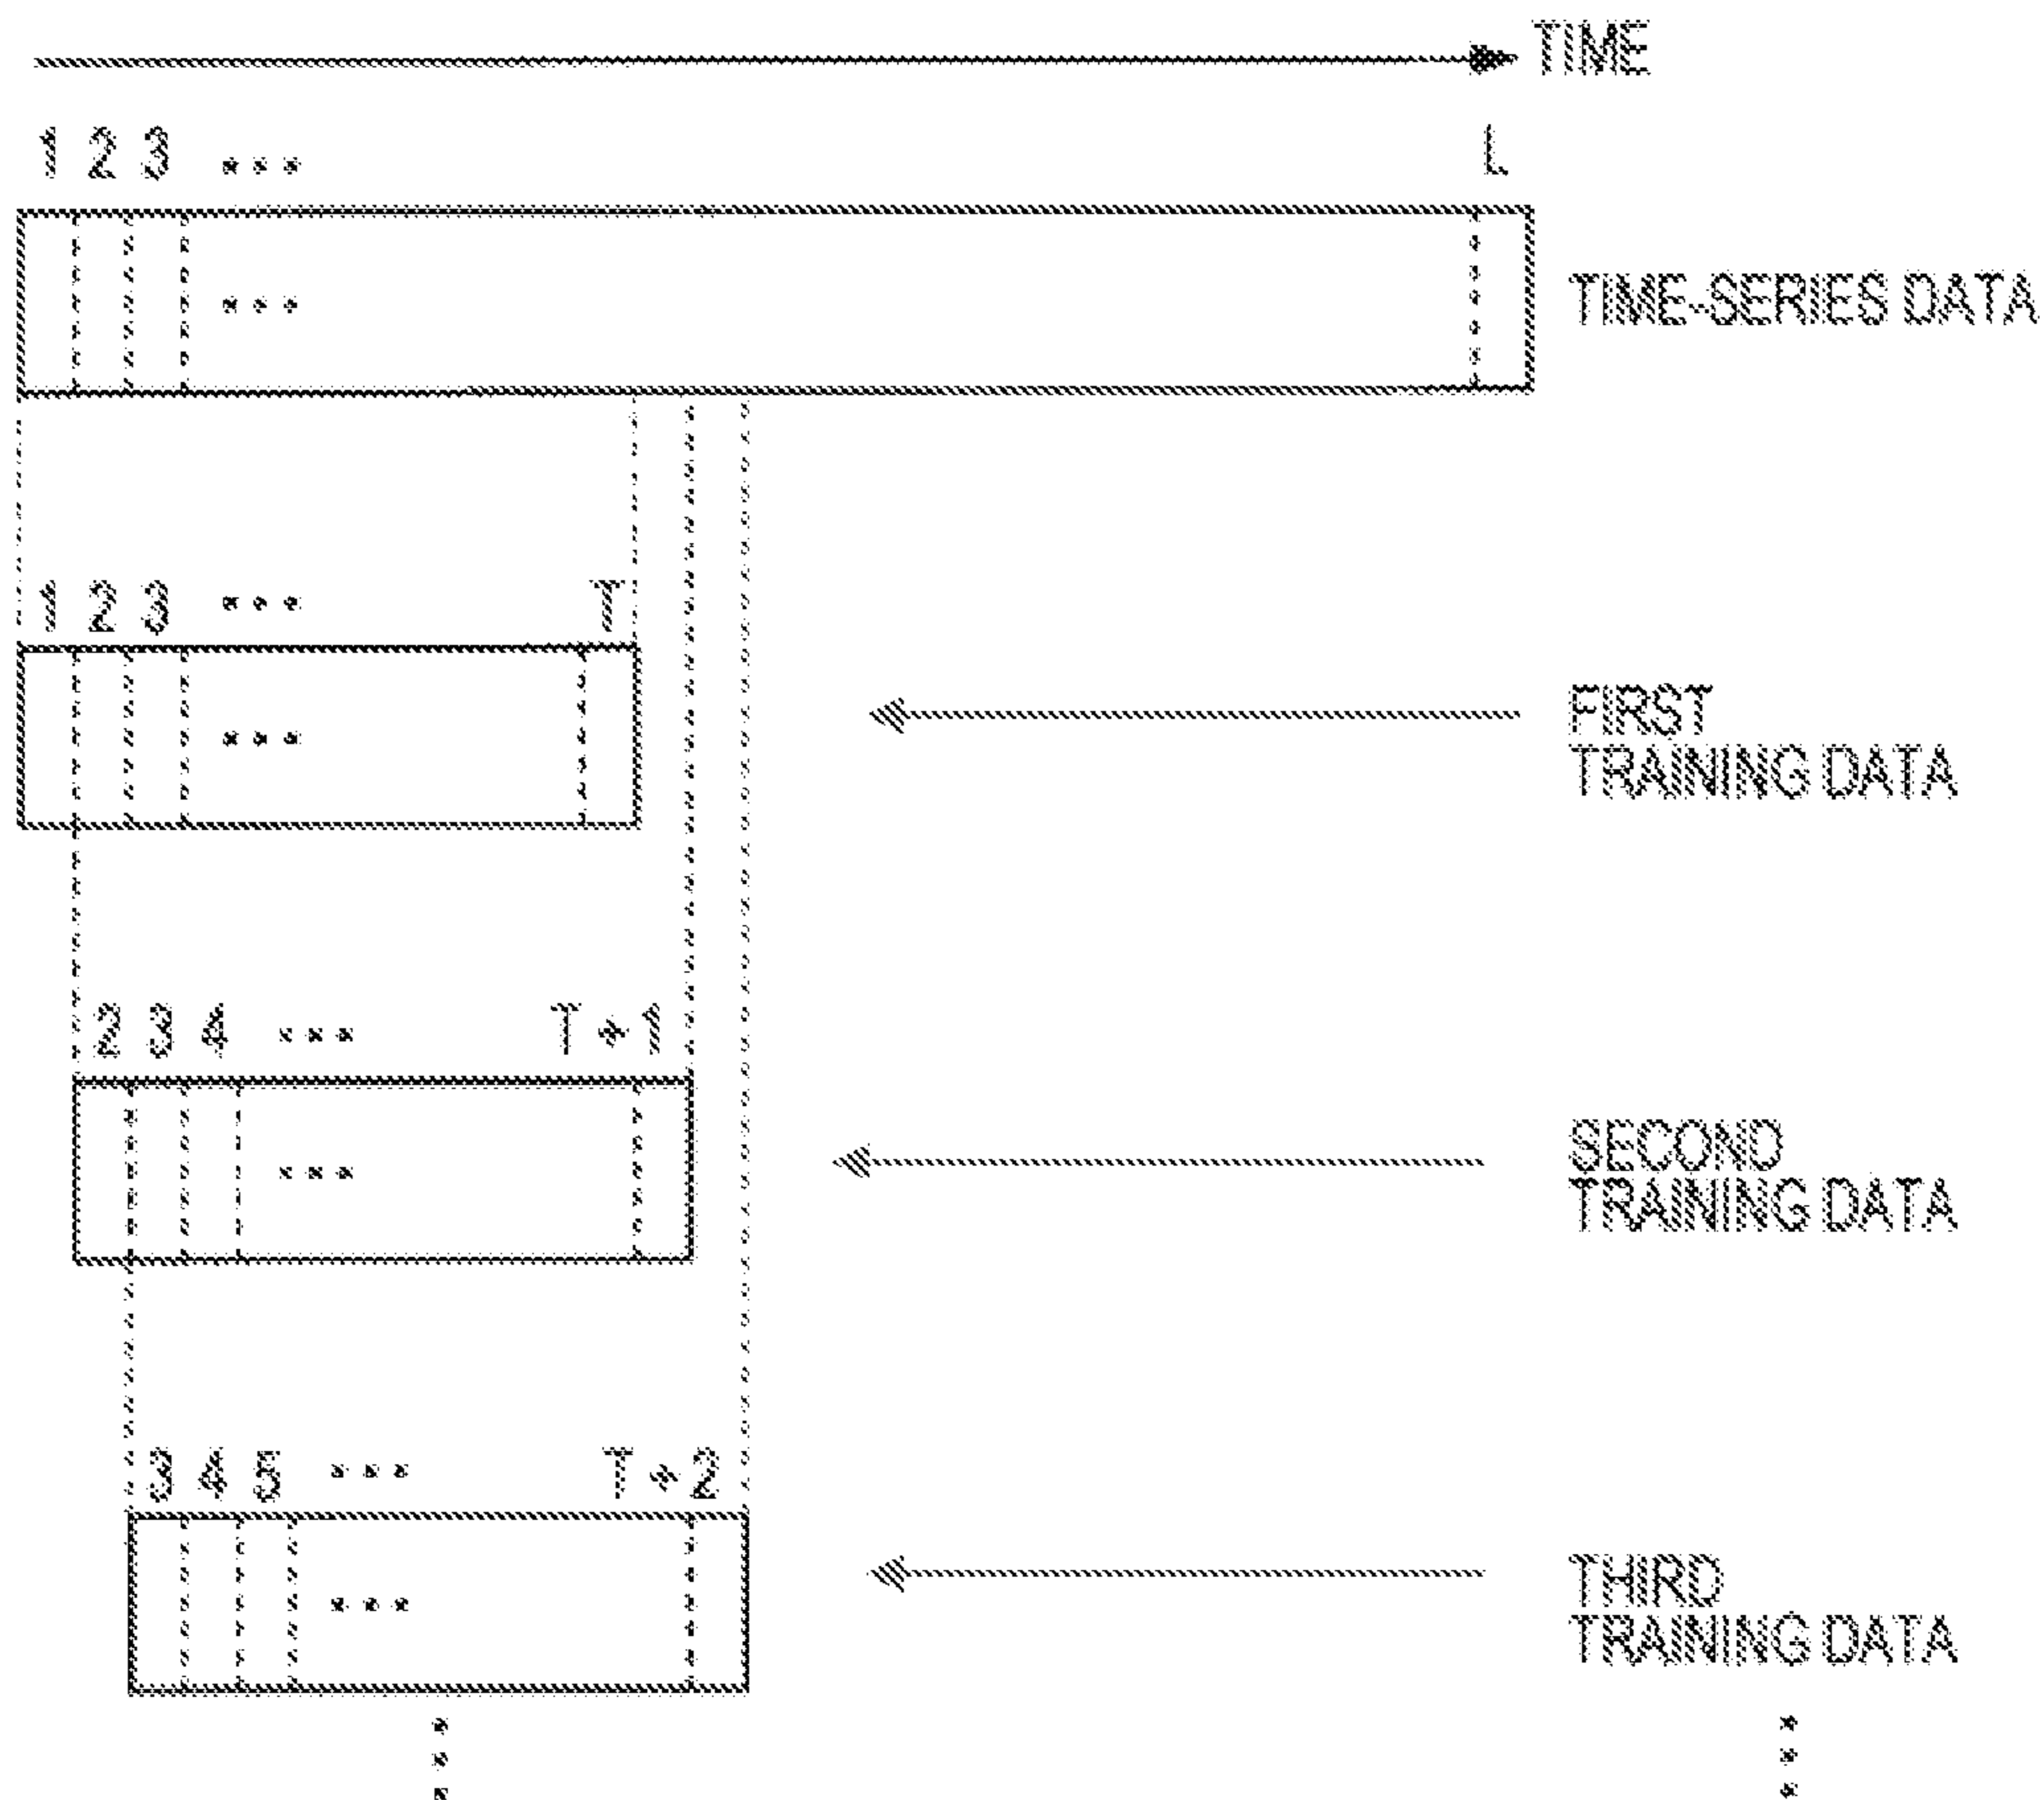 TIME
1 2 3 ... L
... TIME-SERIES DATA
1 2 3 ... T
... FIRST
TRAINING DATA
2 3 4 ... T+1
... SECOND
TRAINING DATA
3 4 5 ... T+2
... THIRD
TRAINING DATA